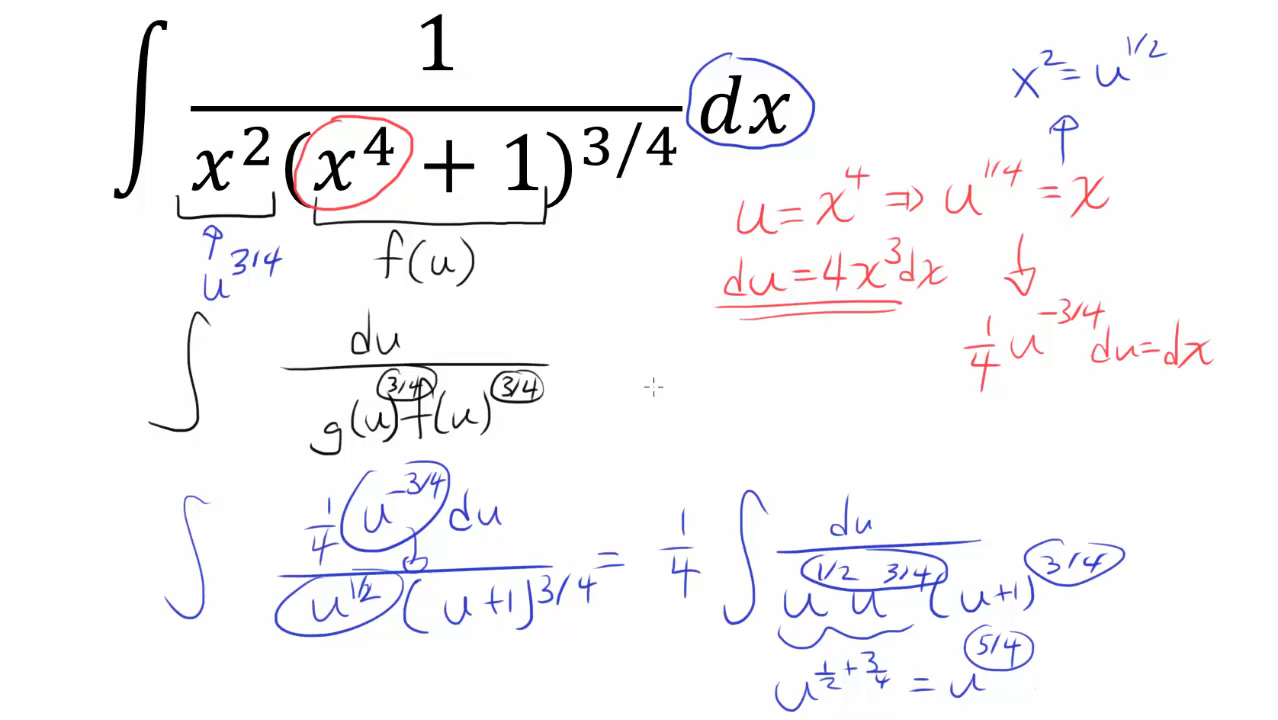 ∫ 1 / x²(x⁴ + 1)^3/4 dx
x² = u^1/2
u = x⁴ ⇒ u^1/4 = x
u^3/4
f(u)
du = 4x³dx
1/4 u^-3/4 du = dx
∫ du / g(u)^3/4 f(u)^3/4
∫ 1/4 u^-3/4 du / u^1/2 (u+1)^3/4 = 1/4 ∫ du / u^1/2 u^3/4 (u+1)^3/4
u^1/2+3/4 = u^5/4